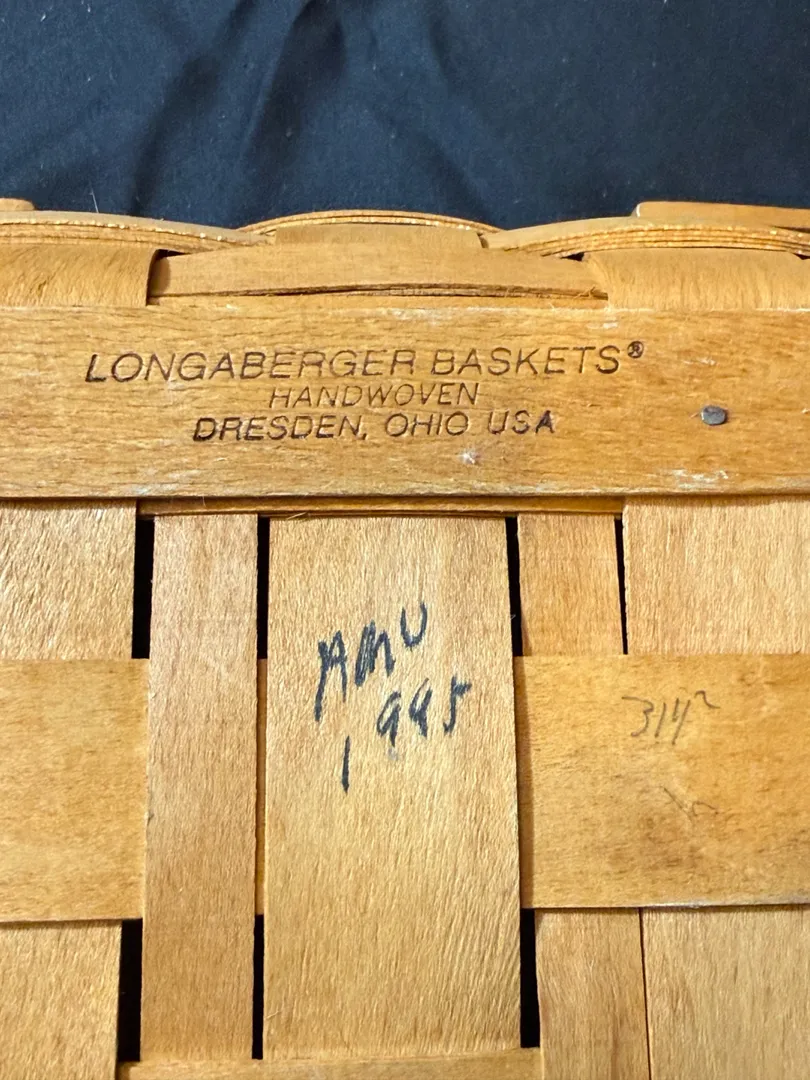 LONGABERGER BASKETS®
HANDWOVEN
DRESDEN, OHIO USA
AMU
1995
314²